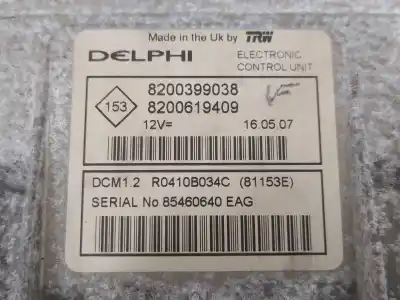 Made in the Uk by TRW
DELPHI
ELECTRONIC
CONTROL UNIT
153
8200399038
8200619409
12V=
16.05.07
DCM1.2 R0410B034C (81153E)
SERIAL No 85460640 EAG